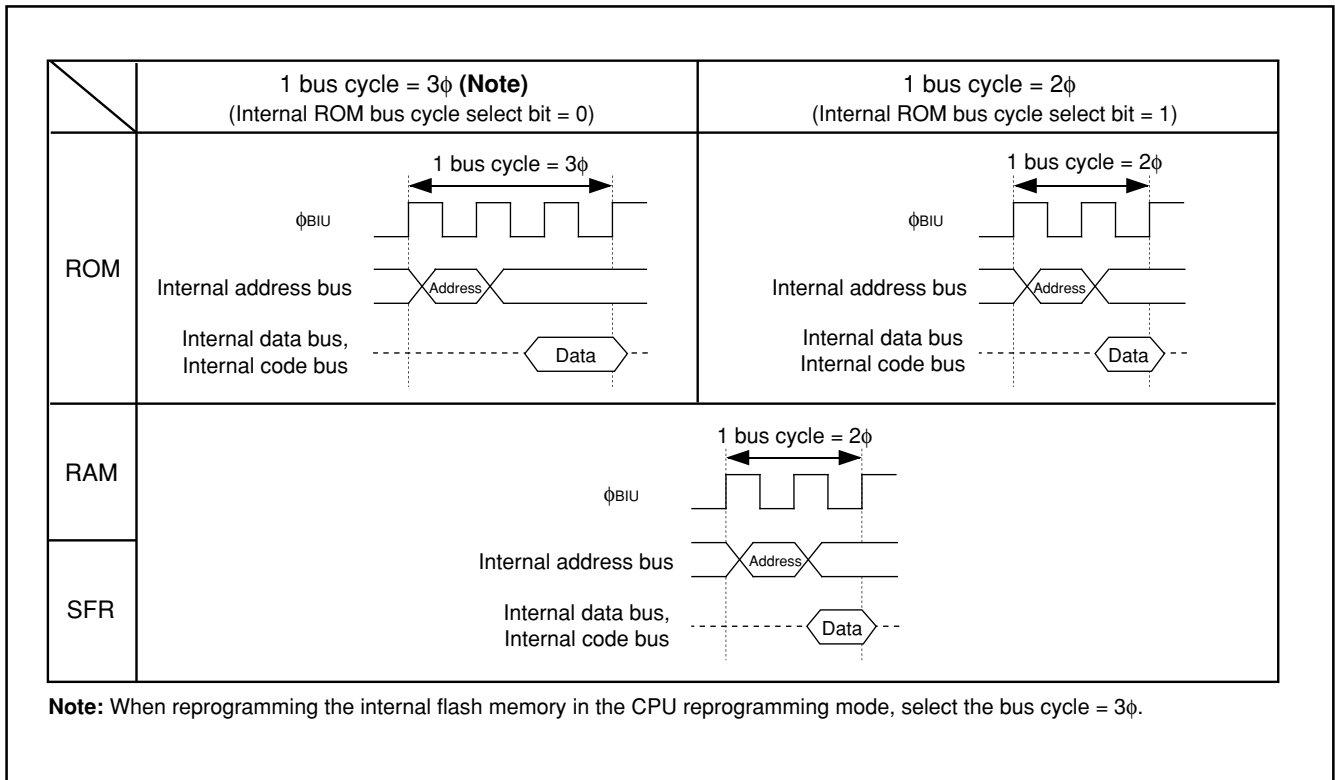 1 bus cycle = 3ϕ (Note)
(Internal ROM bus cycle select bit = 0)
1 bus cycle = 2ϕ
(Internal ROM bus cycle select bit = 1)
ROM
1 bus cycle = 3ϕ
ϕBIU
Internal address bus
Address
Internal data bus,
Internal code bus
Data
1 bus cycle = 2ϕ
ϕBIU
Internal address bus
Address
Internal data bus
Internal code bus
Data
RAM
SFR
1 bus cycle = 2ϕ
ϕBIU
Internal address bus
Address
Internal data bus,
Internal code bus
Data
Note: When reprogramming the internal flash memory in the CPU reprogramming mode, select the bus cycle = 3ϕ.